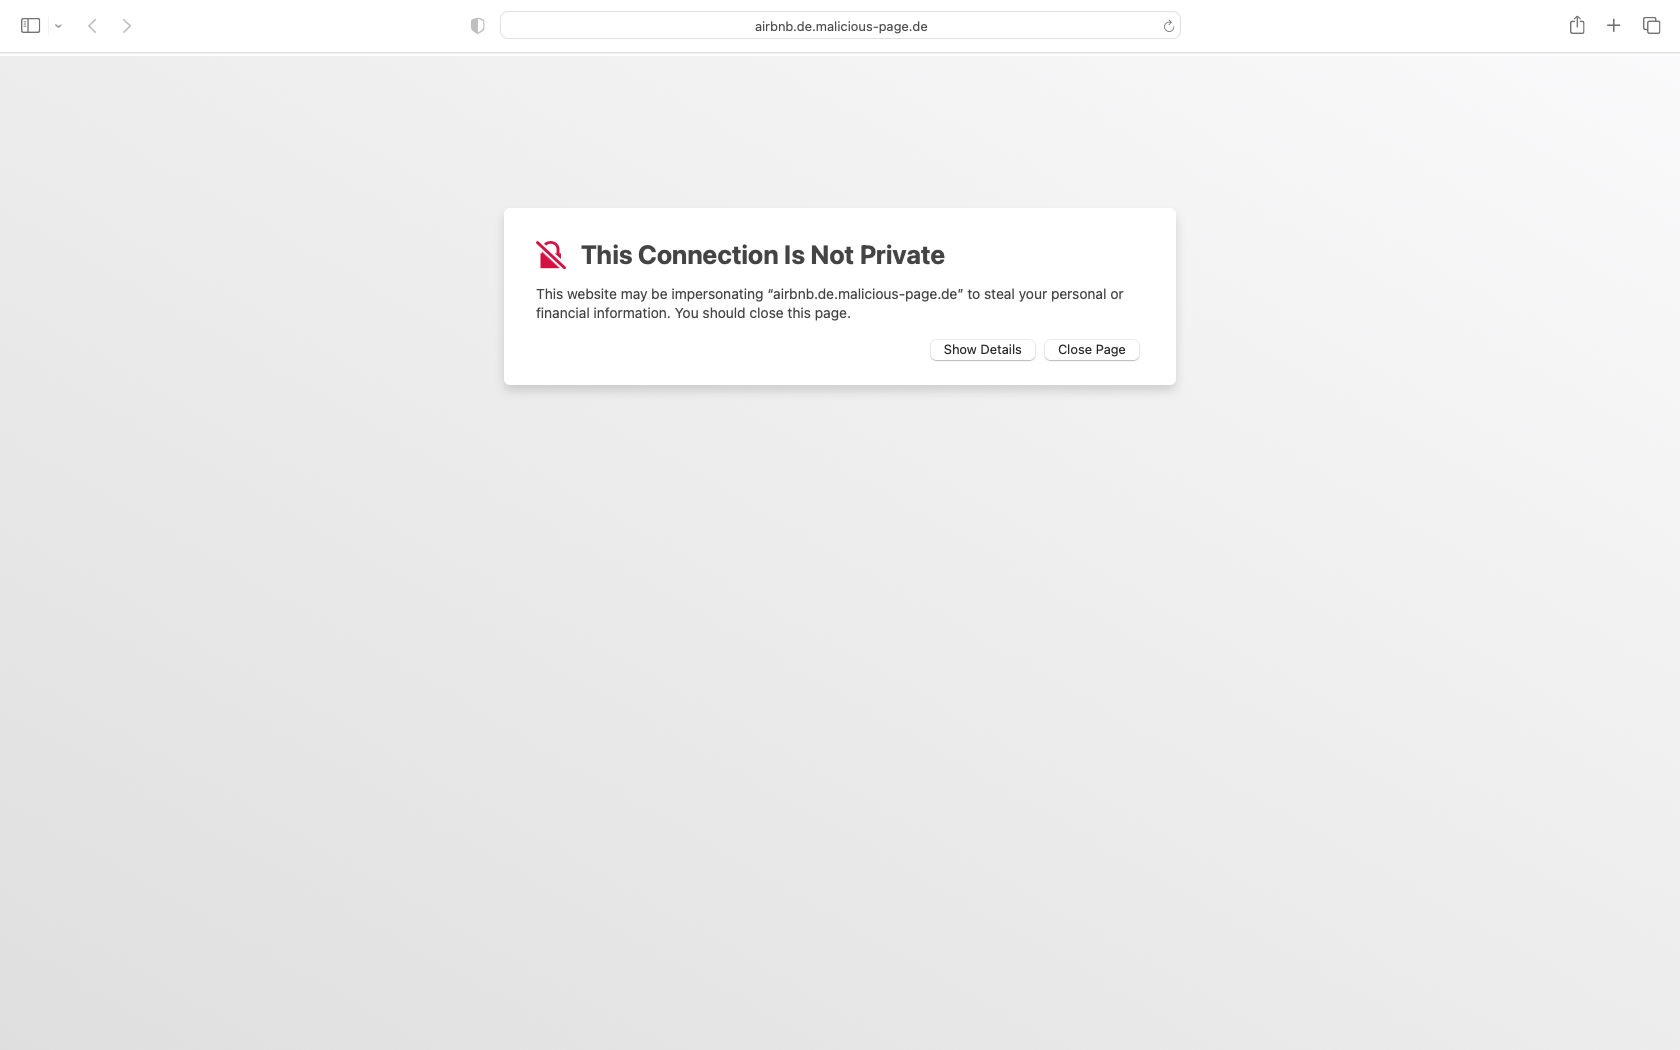 airbnb.de.malicious-page.de
This Connection Is Not Private
This website may be impersonating “airbnb.de.malicious-page.de” to steal your personal or
financial information. You should close this page.
Show Details
Close Page